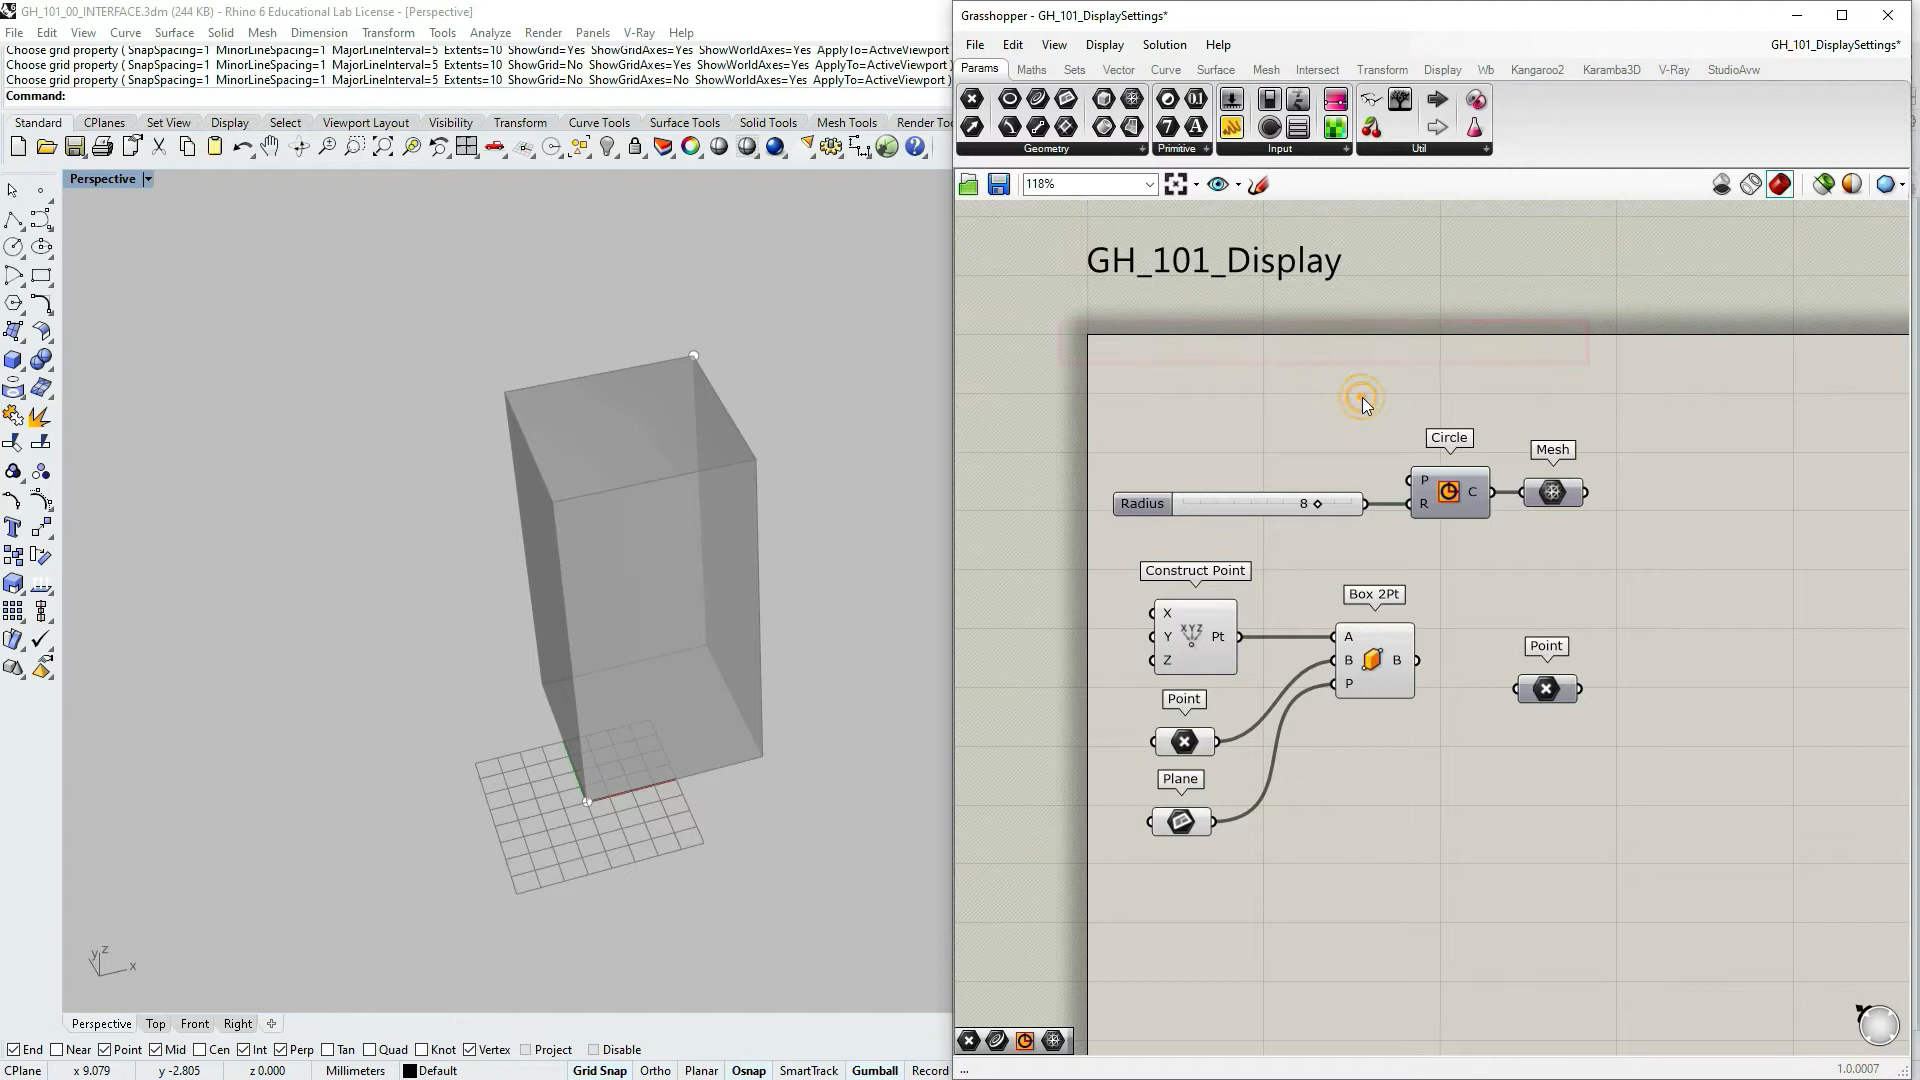 GH_101_00_INTERFACE.3dm (244 KB) - Rhino 6 Educational Lab License - [Perspective]
File Edit View Curve Surface Solid Mesh Dimension Transform Tools Analyze Render Panels V-Ray Help
Choose grid property ( SnapSpacing=1 MinorLineSpacing=1 MajorLineInterval=5 Extents=10 ShowGrid=Yes ShowGridAxes=Yes ShowWorldAxes=Yes ApplyTo=ActiveViewport
Choose grid property ( SnapSpacing=1 MinorLineSpacing=1 MajorLineInterval=5 Extents=10 ShowGrid=No ShowGridAxes=Yes ShowWorldAxes=Yes ApplyTo=ActiveViewport )
Choose grid property ( SnapSpacing=1 MinorLineSpacing=1 MajorLineInterval=5 Extents=10 ShowGrid=No ShowGridAxes=No ShowWorldAxes=Yes ApplyTo=ActiveViewport )
Command:
Standard CPlanes Set View Display Select Viewport Layout Visibility Transform Curve Tools Surface Tools Solid Tools Mesh Tools Render Too
Perspective
z
y
x
Perspective Top Front Right
End Near Point Mid Cen Int Perp Tan Quad Knot Vertex Project Disable
CPlane x 9.079 y -2.805 z 0.000 Millimeters Default Grid Snap Ortho Planar Osnap SmartTrack Gumball Record
Grasshopper - GH_101_DisplaySettings*
File Edit View Display Solution Help GH_101_DisplaySettings*
Params Maths Sets Vector Curve Surface Mesh Intersect Transform Display Wb Kangaroo2 Karamba3D V-Ray StudioAvw
0.1
7 A
Geometry Primitive Input Util
118%
GH_101_Display
Circle
Mesh
P
R
C
Radius 8
Construct Point
X
Y
Z
XYZ
Pt
Box 2Pt
A
B
P
B
Point
Point
Plane
... 1.0.0007